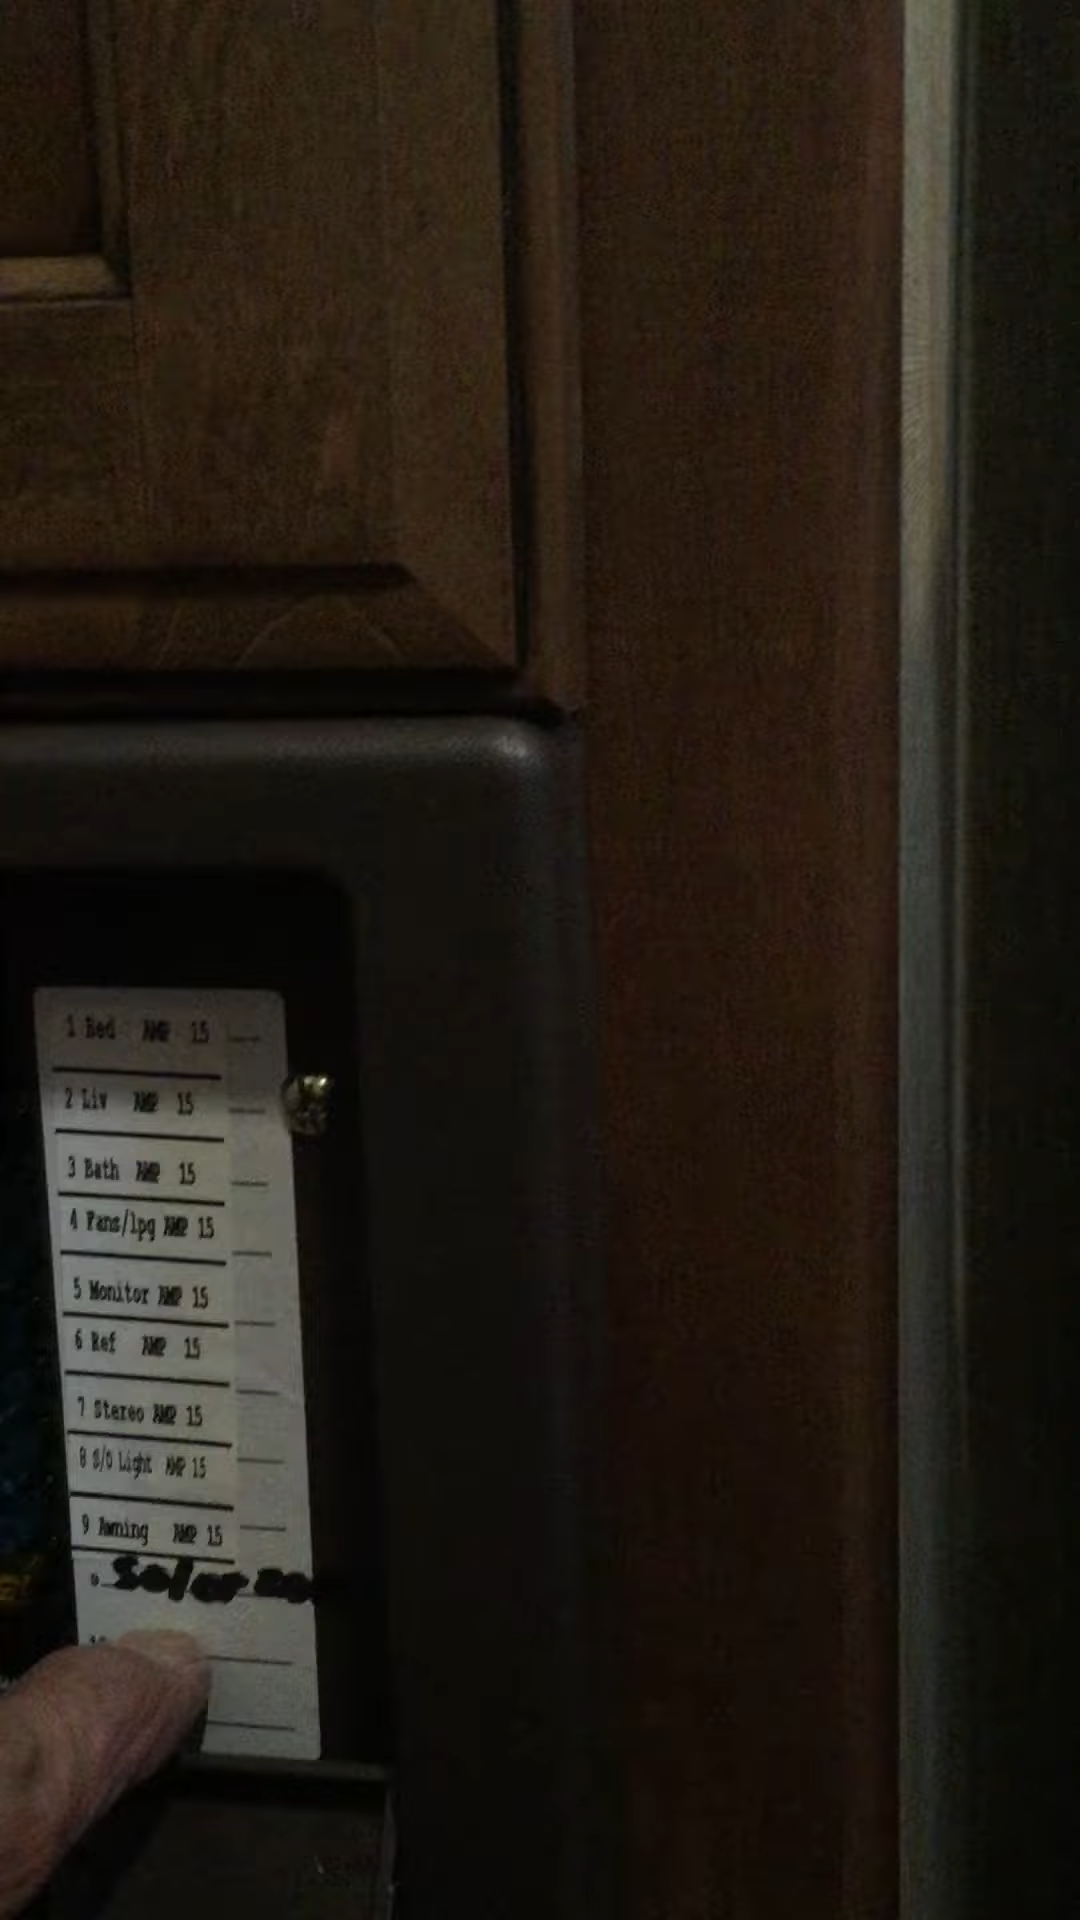 1 Bed AMP 15
2 Liv AMP 15
3 Bath AMP 15
4 Fans/lpg AMP 15
5 Monitor AMP 15
6 Ref AMP 15
7 Stereo AMP 15
8 S/O Light AMP 15
9 Awning AMP 15
Solar